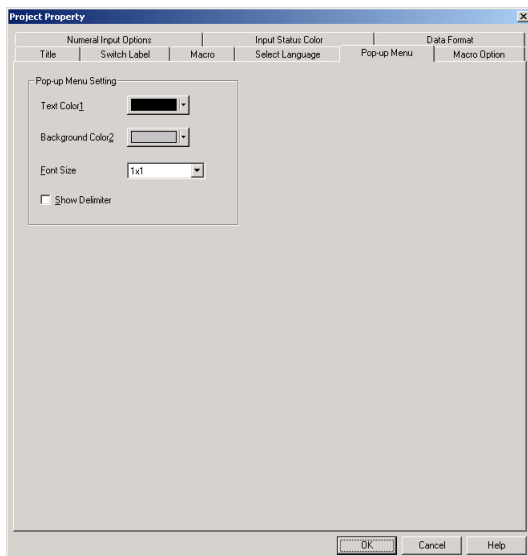 Project Property
Numeral Input Options Input Status Color Data Format
Title Switch Label Macro Select Language Pop-up Menu Macro Option
Pop-up Menu Setting
Text Color1
Background Color2
Font Size 1x1
Show Delimiter
OK Cancel Help